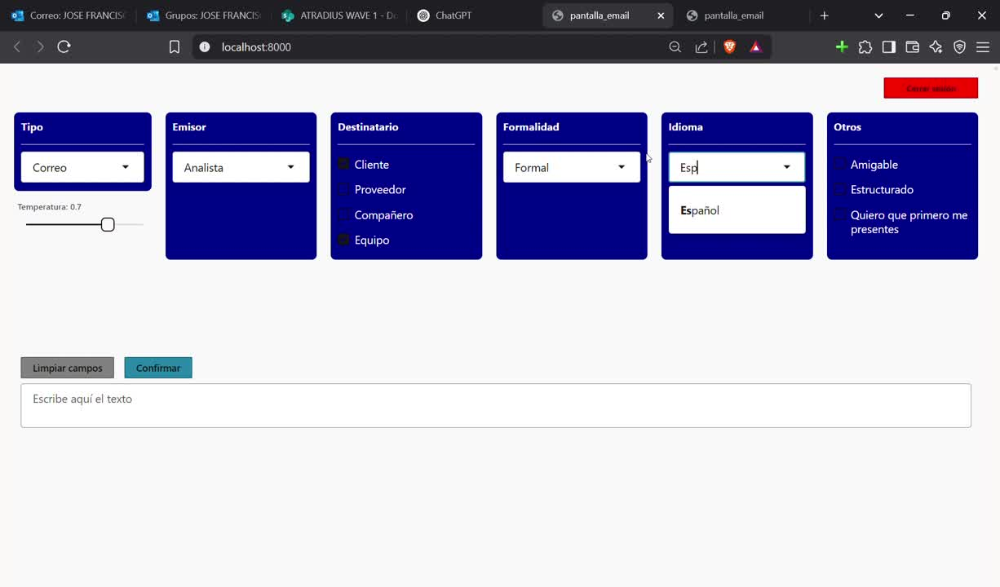 Correo: JOSE FRANCISC
Grupos: JOSE FRANCIS
ATRADIUS WAVE 1 - Do
ChatGPT
pantalla_email
pantalla_email
localhost:8000
Cerrar sesión
Tipo
Correo
Temperatura: 0.7
Emisor
Analista
Destinatario
Cliente
Proveedor
Compañero
Equipo
Formalidad
Formal
Idioma
Esp
Español
Otros
Amigable
Estructurado
Quiero que primero me
presentes
Limpiar campos
Confirmar
Escribe aquí el texto